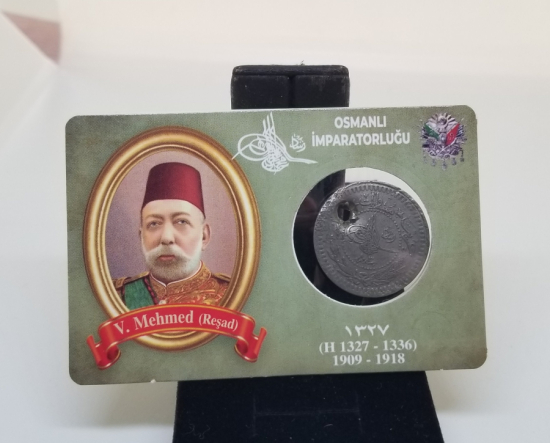 OSMANLI
İMPARATORLUĞU
V. Mehmed (Reşad)
١٣٢٧
(H 1327 - 1336)
1909 - 1918